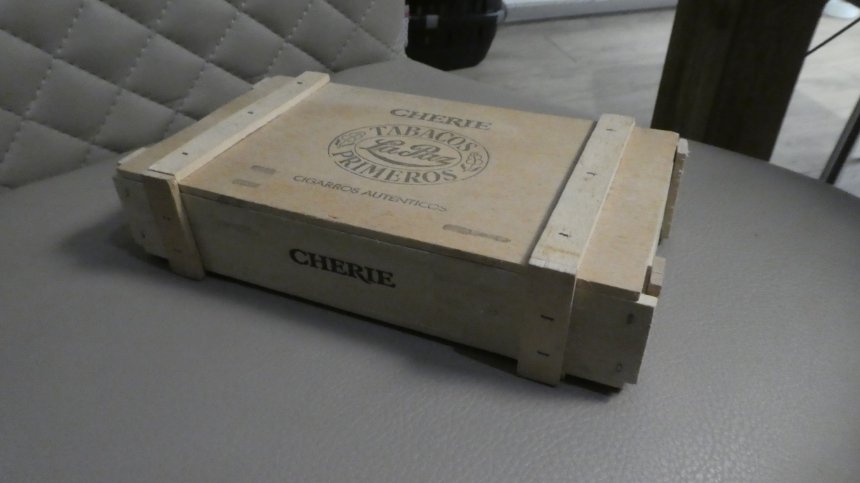 CHERIE
TABACOS
La Paz
PRIMEROS
CIGARROS AUTENTICOS
CHERIE